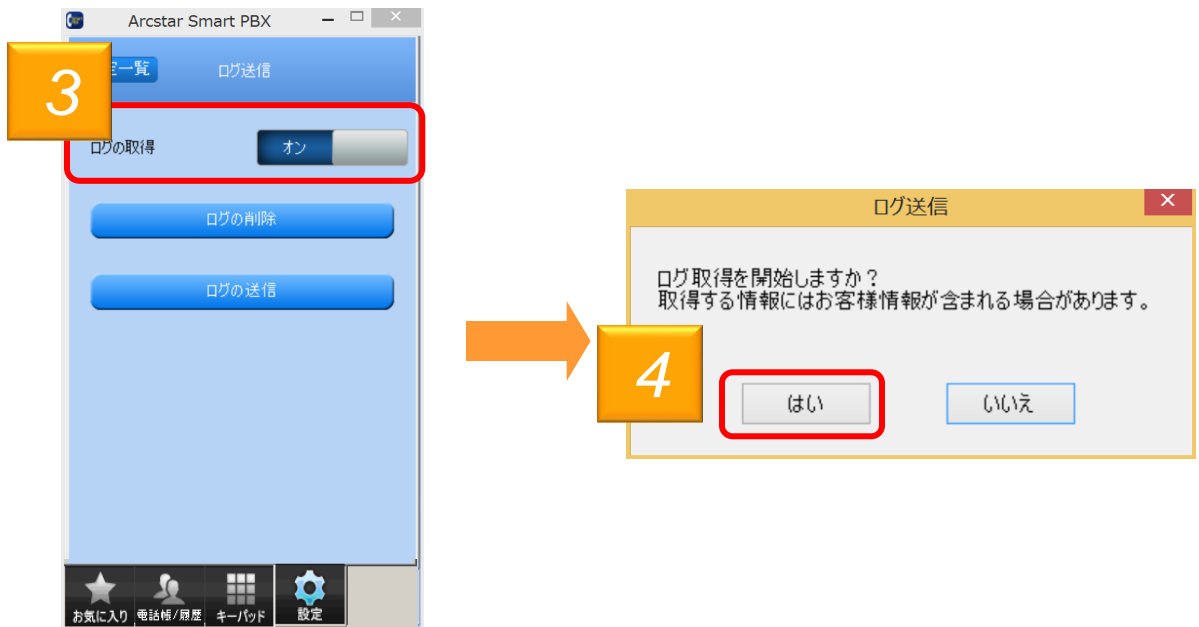 Arcstar Smart PBX
3
一覧
ログ送信
ログの取得
オン
ログの削除
ログの送信
お気に入り
電話帳/履歴
キーパッド
設定
ログ送信
ログ取得を開始しますか？
取得する情報にはお客様情報が含まれる場合があります。
4
はい
いいえ